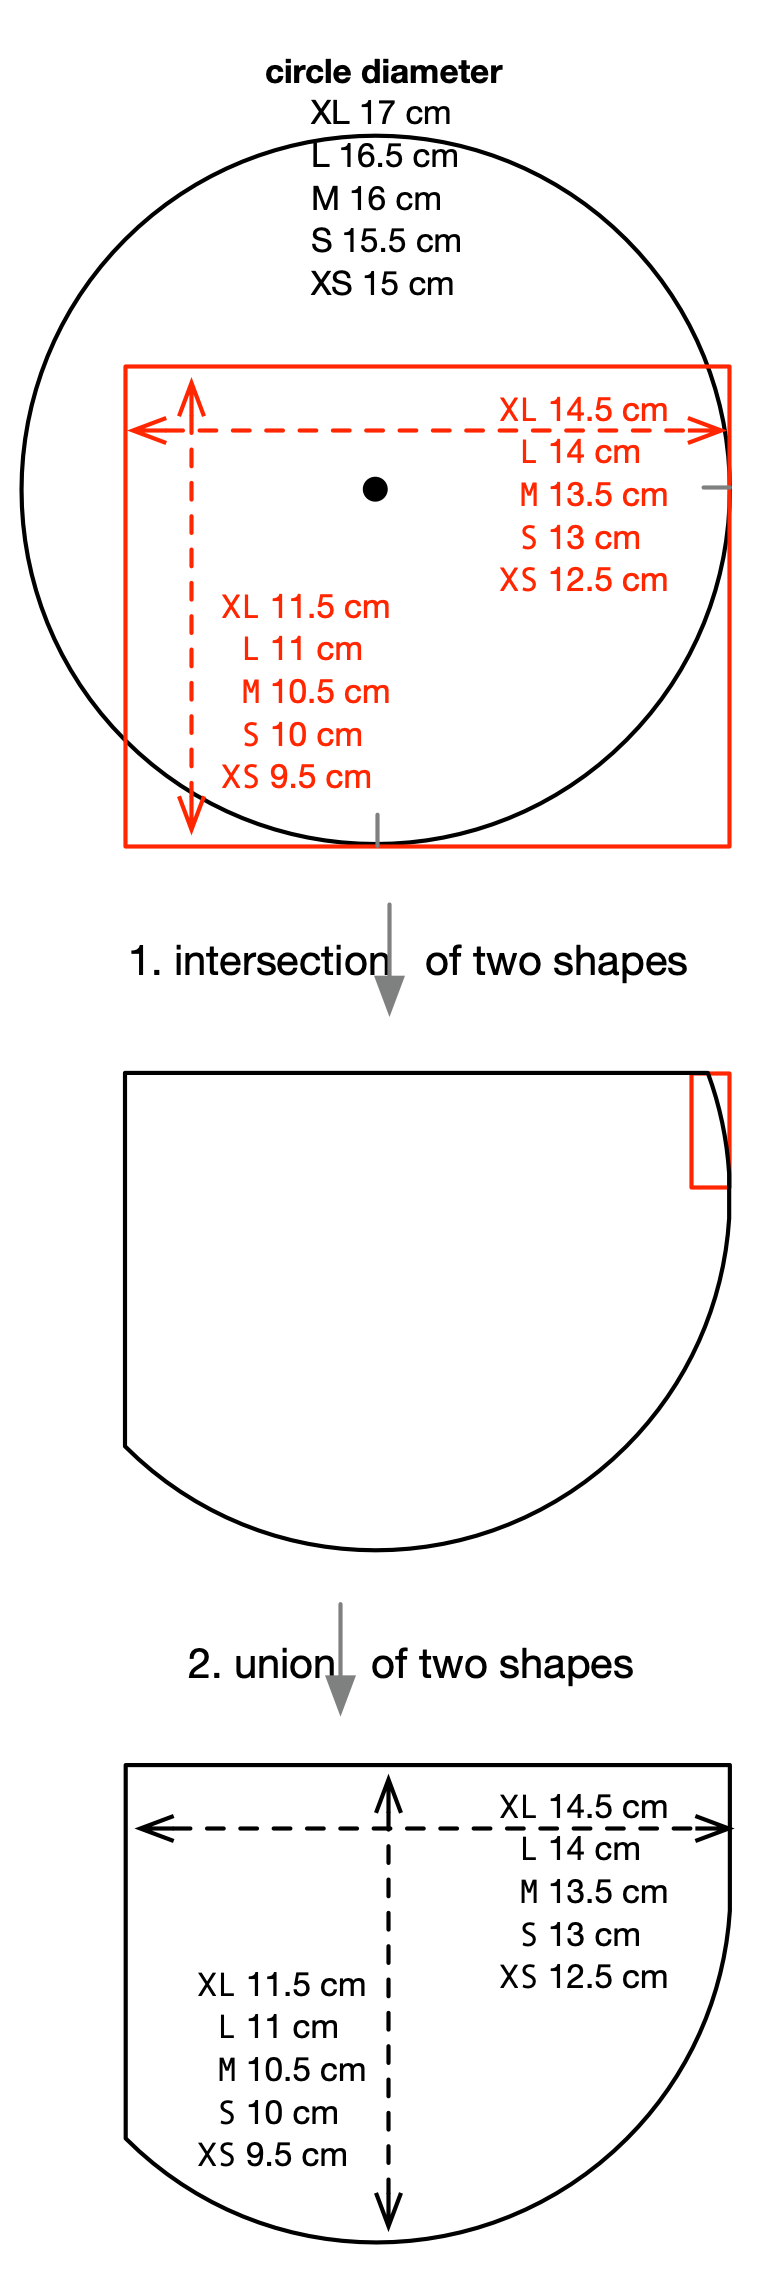 circle diameter
XL 17 cm
L 16.5 cm
M 16 cm
S 15.5 cm
XS 15 cm
XL 14.5 cm
L 14 cm
M 13.5 cm
S 13 cm
XS 12.5 cm
XL 11.5 cm
L 11 cm
M 10.5 cm
S 10 cm
XS 9.5 cm
1. intersection of two shapes
2. union of two shapes
XL 14.5 cm
L 14 cm
M 13.5 cm
S 13 cm
XS 12.5 cm
XL 11.5 cm
L 11 cm
M 10.5 cm
S 10 cm
XS 9.5 cm